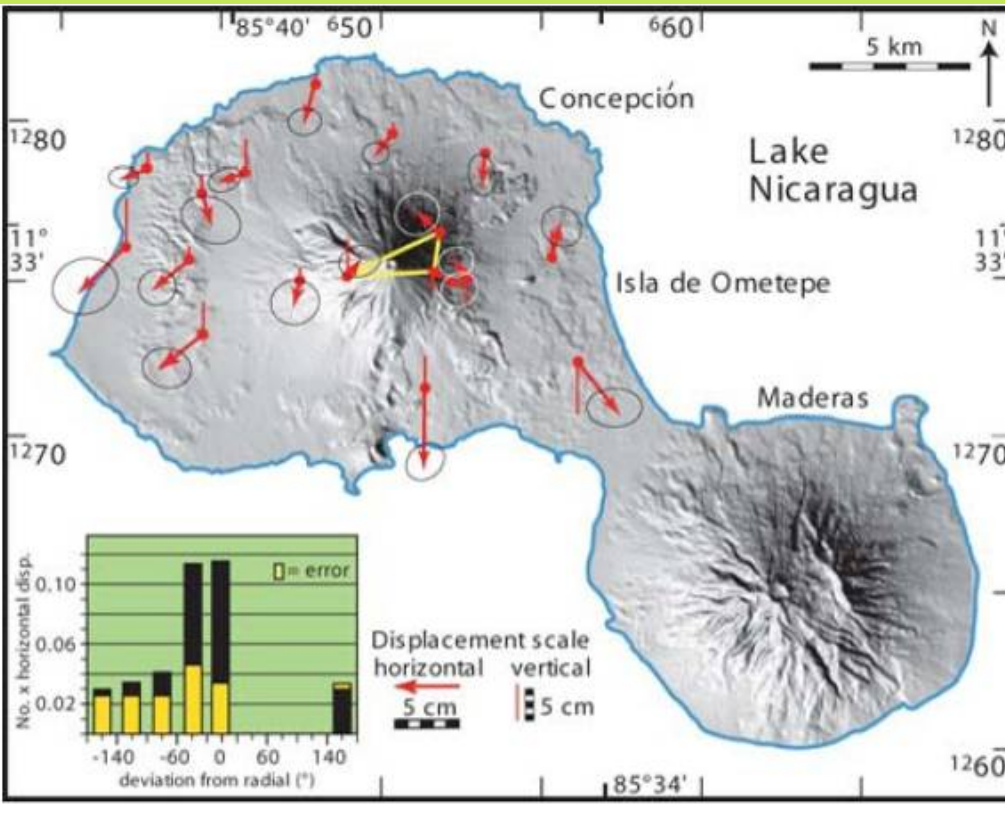 85°40' ⁶50
⁶60
N
5 km
Concepción
¹²80
¹²80
Lake
Nicaragua
11°
33'
11°
33'
Isla de Ometepe
Maderas
¹²70
¹²70
No. x horizontal disp.
0.10
0.06
0.02
= error
-140 -60 0 60 140
deviation from radial (°)
Displacement scale
horizontal vertical
5 cm 5 cm
¹²60
85°34'